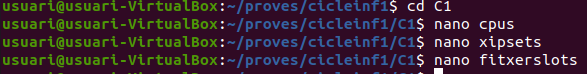 usuari@usuari-VirtualBox:~/proves/cicleinf1$ cd C1
usuari@usuari-VirtualBox:~/proves/cicleinf1/C1$ nano cpus
usuari@usuari-VirtualBox:~/proves/cicleinf1/C1$ nano xipsets
usuari@usuari-VirtualBox:~/proves/cicleinf1/C1$ nano fitxerslots